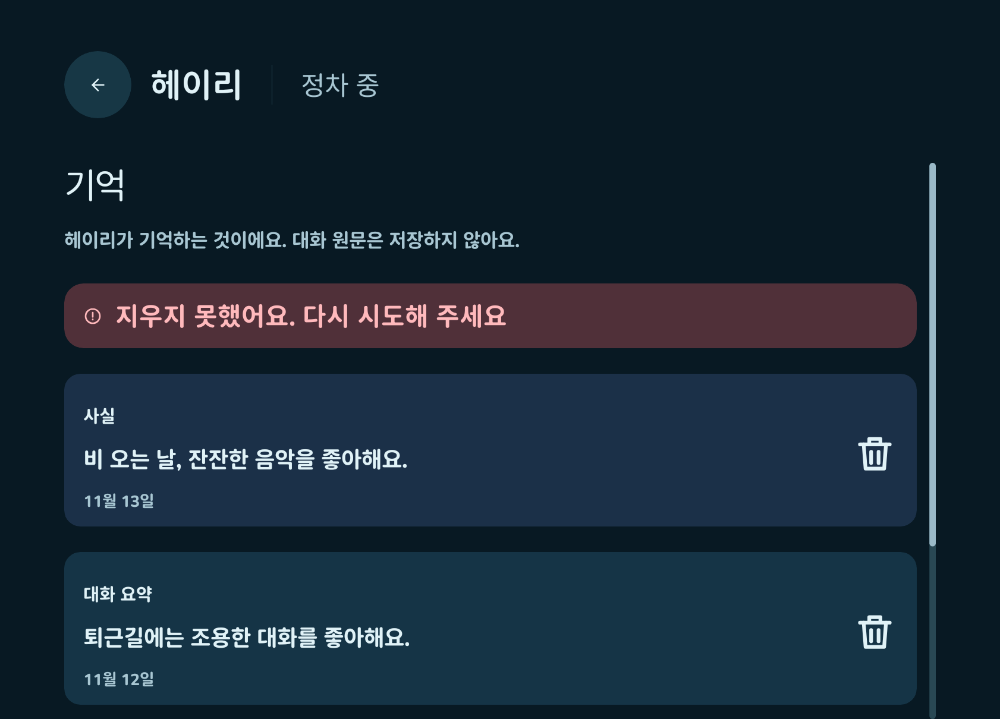 헤이리
정차 중
기억
헤이리가 기억하는 것이에요. 대화 원문은 저장하지 않아요.
지우지 못했어요. 다시 시도해 주세요
사실
비 오는 날, 잔잔한 음악을 좋아해요.
11월 13일
대화 요약
퇴근길에는 조용한 대화를 좋아해요.
11월 12일